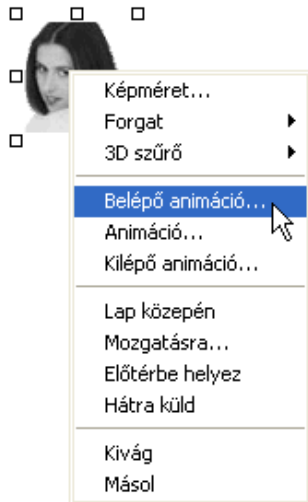 Képméret...
Forgat
3D szűrő
Belépő animáció...
Animáció...
Kilépő animáció...
Lap közepén
Mozgatásra...
Előtérbe helyez
Hátra küld
Kivág
Másol